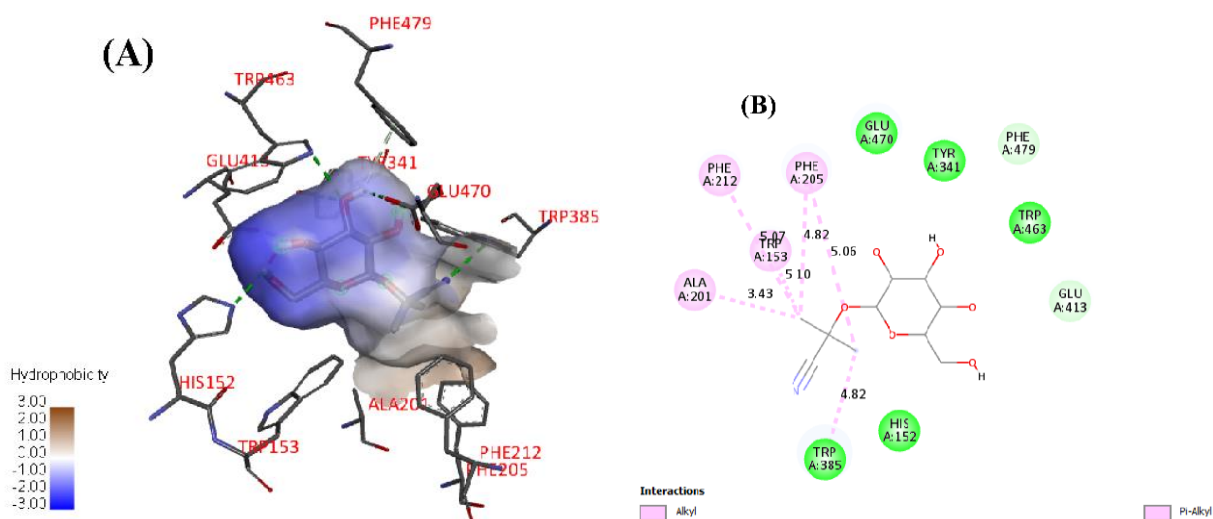 (A)
PHE479
TRP463
GLU413
TYR341
GLU470
TRP385
HIS152
TRP153
ALA201
PHE212
PHE205
Hydrophobicity
3.00
2.00
1.00
0.00
-1.00
-2.00
-3.00
(B)
GLU
A:470
PHE
A:479
TYR
A:341
PHE
A:212
PHE
A:205
TRP
A:463
5.07
4.82
TRP
A:153
5.06
5.10
H
O
O
ALA
A:201
3.43
GLU
A:413
O
O
O
O
H
N
4.82
HIS
A:152
TRP
A:385
Interactions
Alkyl
Pi-Alkyl